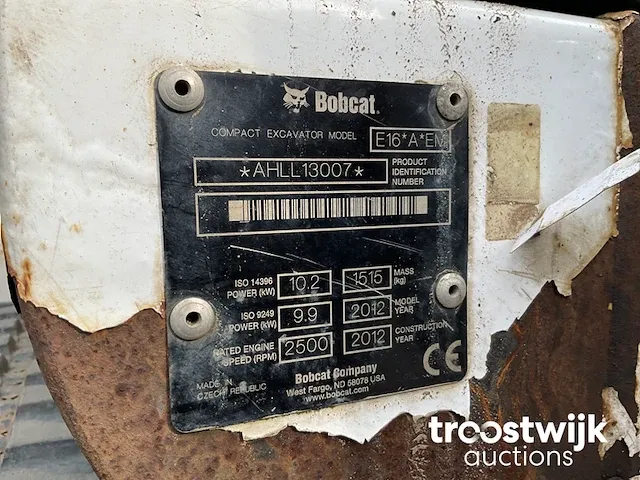 Bobcat.
COMPACT EXCAVATOR MODEL E16*A*EM
*AHLL13007*
PRODUCT IDENTIFICATION NUMBER
ISO 14396 POWER (kW) 10.2 1515 MASS (kg)
ISO 9249 POWER (kW) 9.9 2012 MODEL YEAR
RATED ENGINE SPEED (RPM) 2500 2012 CONSTRUCTION YEAR
MADE IN CZECH REPUBLIC
Bobcat Company
West Fargo, ND 58078 USA
www.bobcat.com
CE
troostwijk
auctions